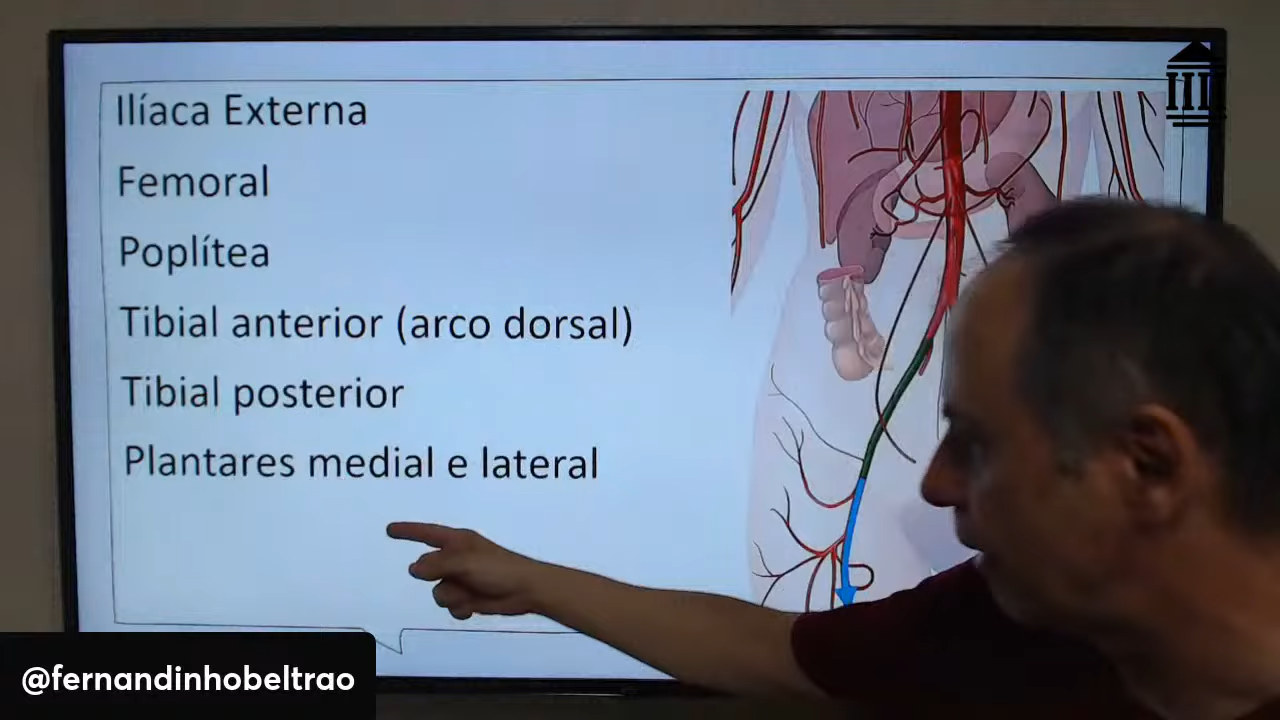 Ilíaca Externa
Femoral
Poplítea
Tibial anterior (arco dorsal)
Tibial posterior
Plantares medial e lateral
@fernandinhobeltrao